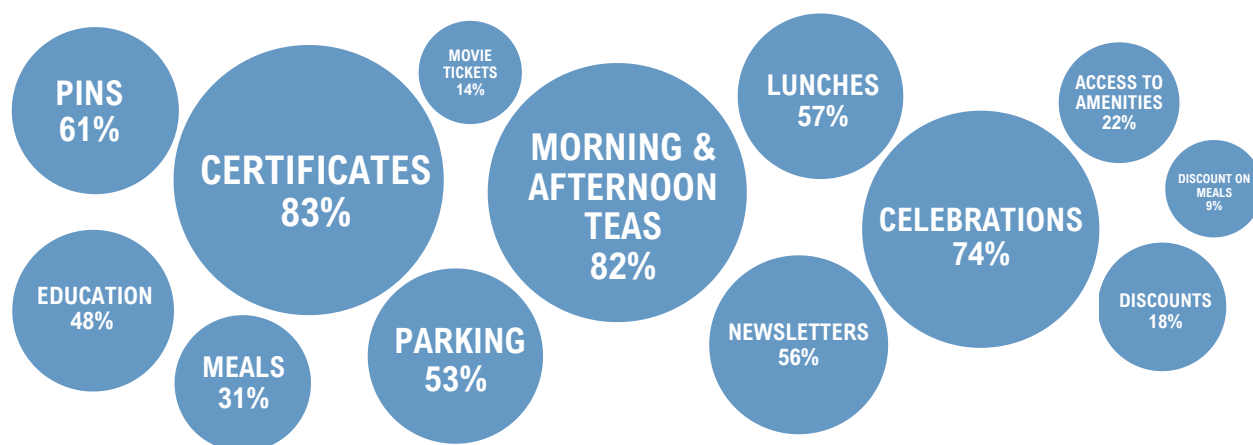 PINS
61%
CERTIFICATES
83%
MOVIE
TICKETS
14%
MORNING &
AFTERNOON
TEAS
82%
LUNCHES
57%
CELEBRATIONS
74%
ACCESS TO
AMENITIES
22%
DISCOUNT ON
MEALS
9%
EDUCATION
48%
MEALS
31%
PARKING
53%
NEWSLETTERS
56%
DISCOUNTS
18%